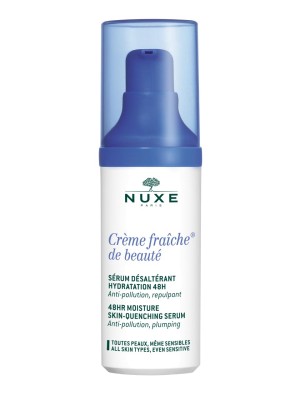 NUXE
PARIS
Crème fraîche®
de beauté
SÉRUM DÉSALTÉRANT
HYDRATATION 48H
Anti-pollution, repulpant
48HR MOISTURE
SKIN-QUENCHING SERUM
Anti-pollution, plumping
TOUTES PEAUX, MÊME SENSIBLES
ALL SKIN TYPES, EVEN SENSITIVE